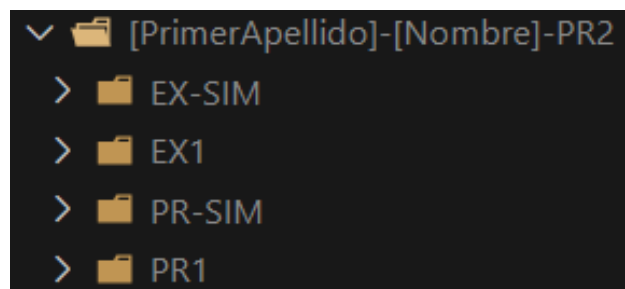 [PrimerApellido]-[Nombre]-PR2
EX-SIM
EX1
PR-SIM
PR1